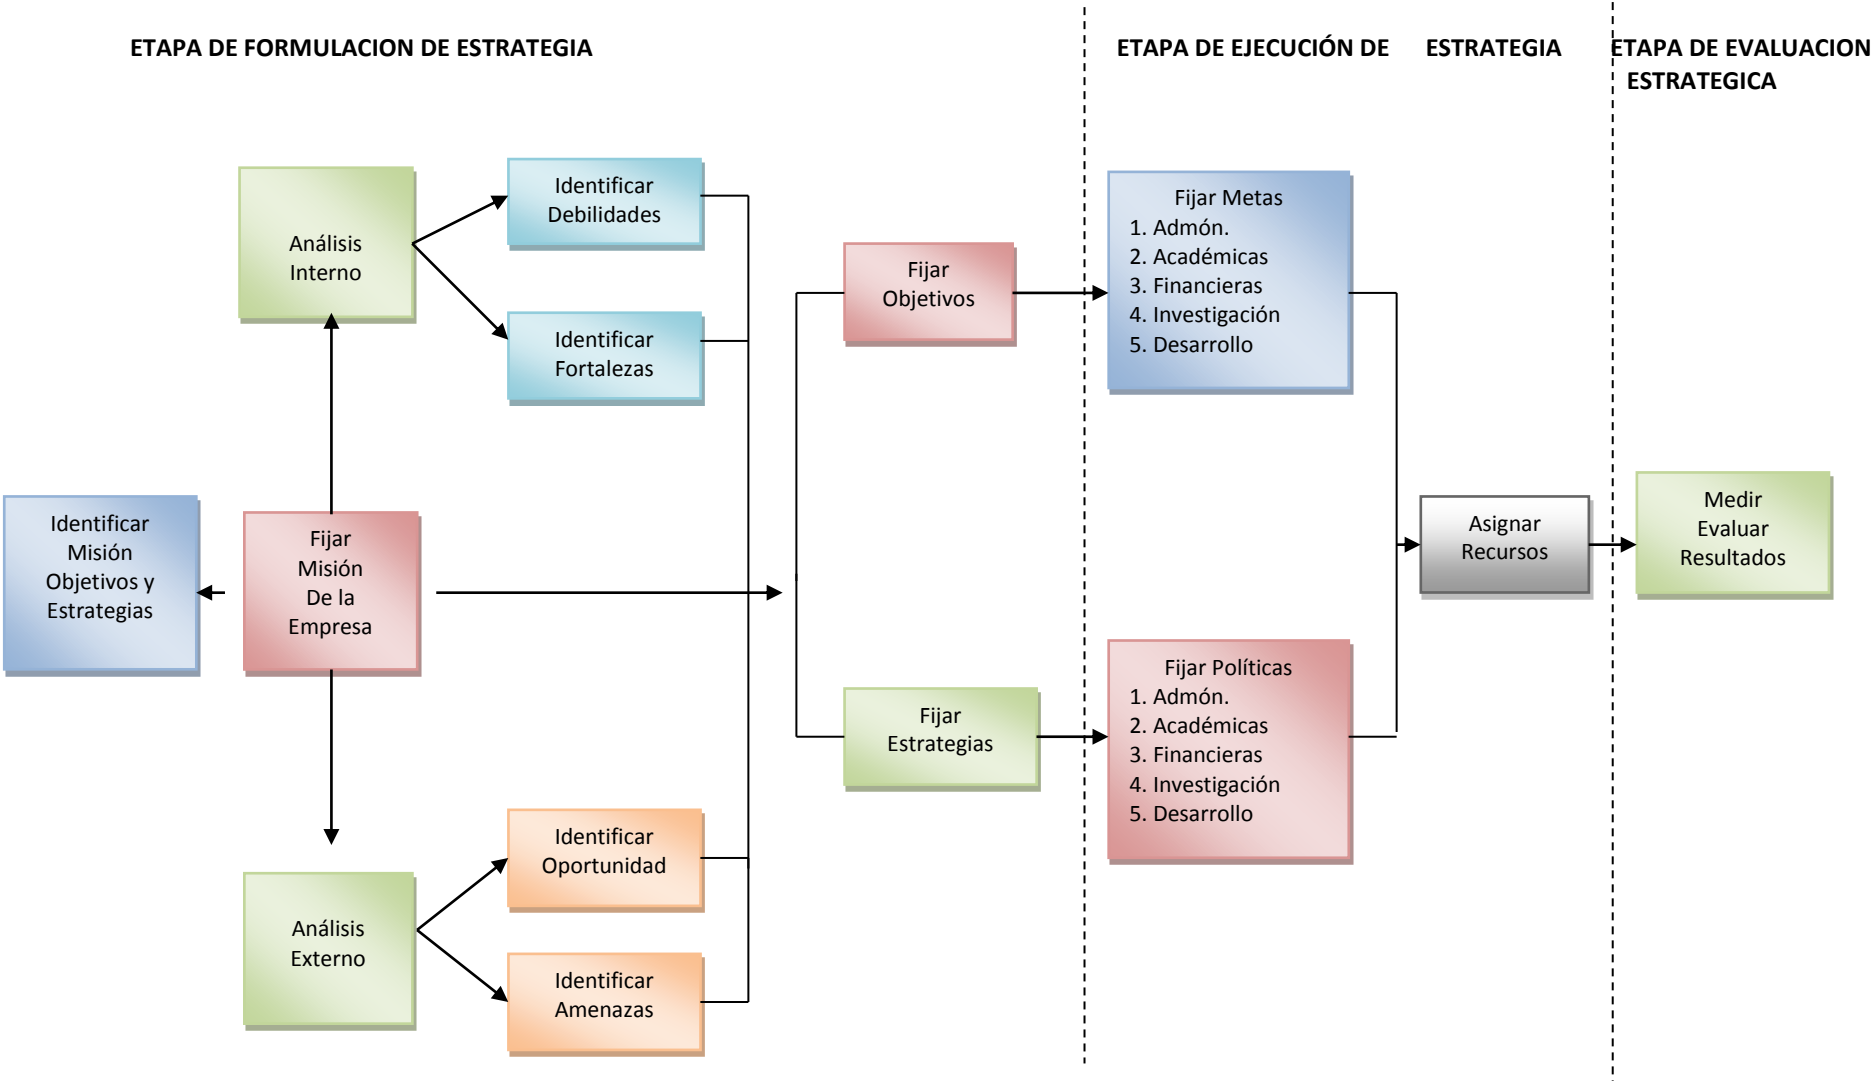 ETAPA DE FORMULACION DE ESTRATEGIA
ETAPA DE EJECUCIÓN DE ESTRATEGIA
ETAPA DE EVALUACION
ESTRATEGICA
Identificar
Misión
Objetivos y
Estrategias
Fijar
Misión
De la
Empresa
Análisis
Interno
Identificar
Debilidades
Identificar
Fortalezas
Análisis
Externo
Identificar
Oportunidad
Identificar
Amenazas
Fijar
Objetivos
Fijar
Estrategias
Fijar Metas
1. Admón.
2. Académicas
3. Financieras
4. Investigación
5. Desarrollo
Fijar Políticas
1. Admón.
2. Académicas
3. Financieras
4. Investigación
5. Desarrollo
Asignar
Recursos
Medir
Evaluar
Resultados